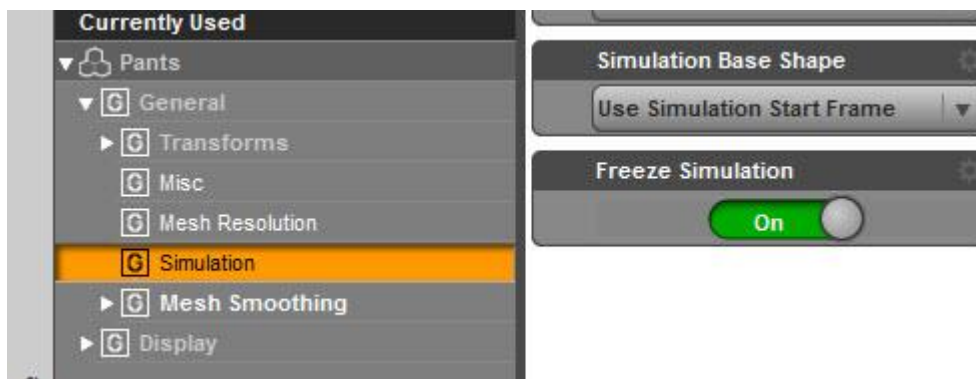 Currently Used
Pants
G General
G Transforms
G Misc
G Mesh Resolution
G Simulation
G Mesh Smoothing
G Display
Simulation Base Shape
Use Simulation Start Frame
Freeze Simulation
On